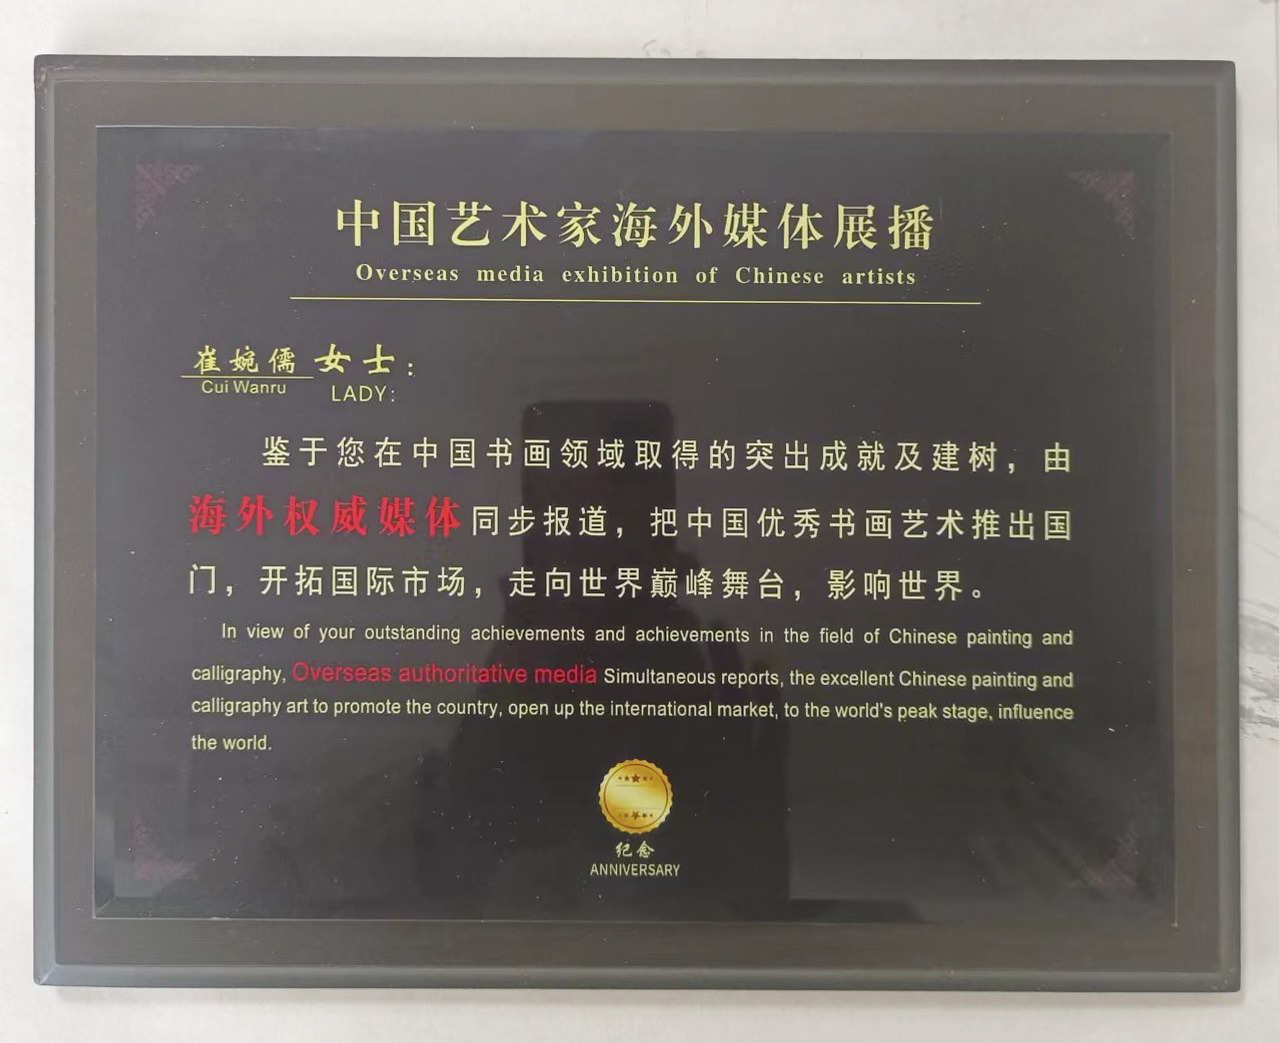 中国艺术家海外媒体展播
Overseas media exhibition of Chinese artists
崔婉儒 女士：
Cui Wanru LADY:
鉴于您在中国书画领域取得的突出成就及建树，由
海外权威媒体同步报道，把中国优秀书画艺术推出国
门，开拓国际市场，走向世界巅峰舞台，影响世界。
In view of your outstanding achievements and achievements in the field of Chinese painting and
calligraphy, Overseas authoritative media Simultaneous reports, the excellent Chinese painting and
calligraphy art to promote the country, open up the international market, to the world's peak stage, influence
the world.
纪念
ANNIVERSARY